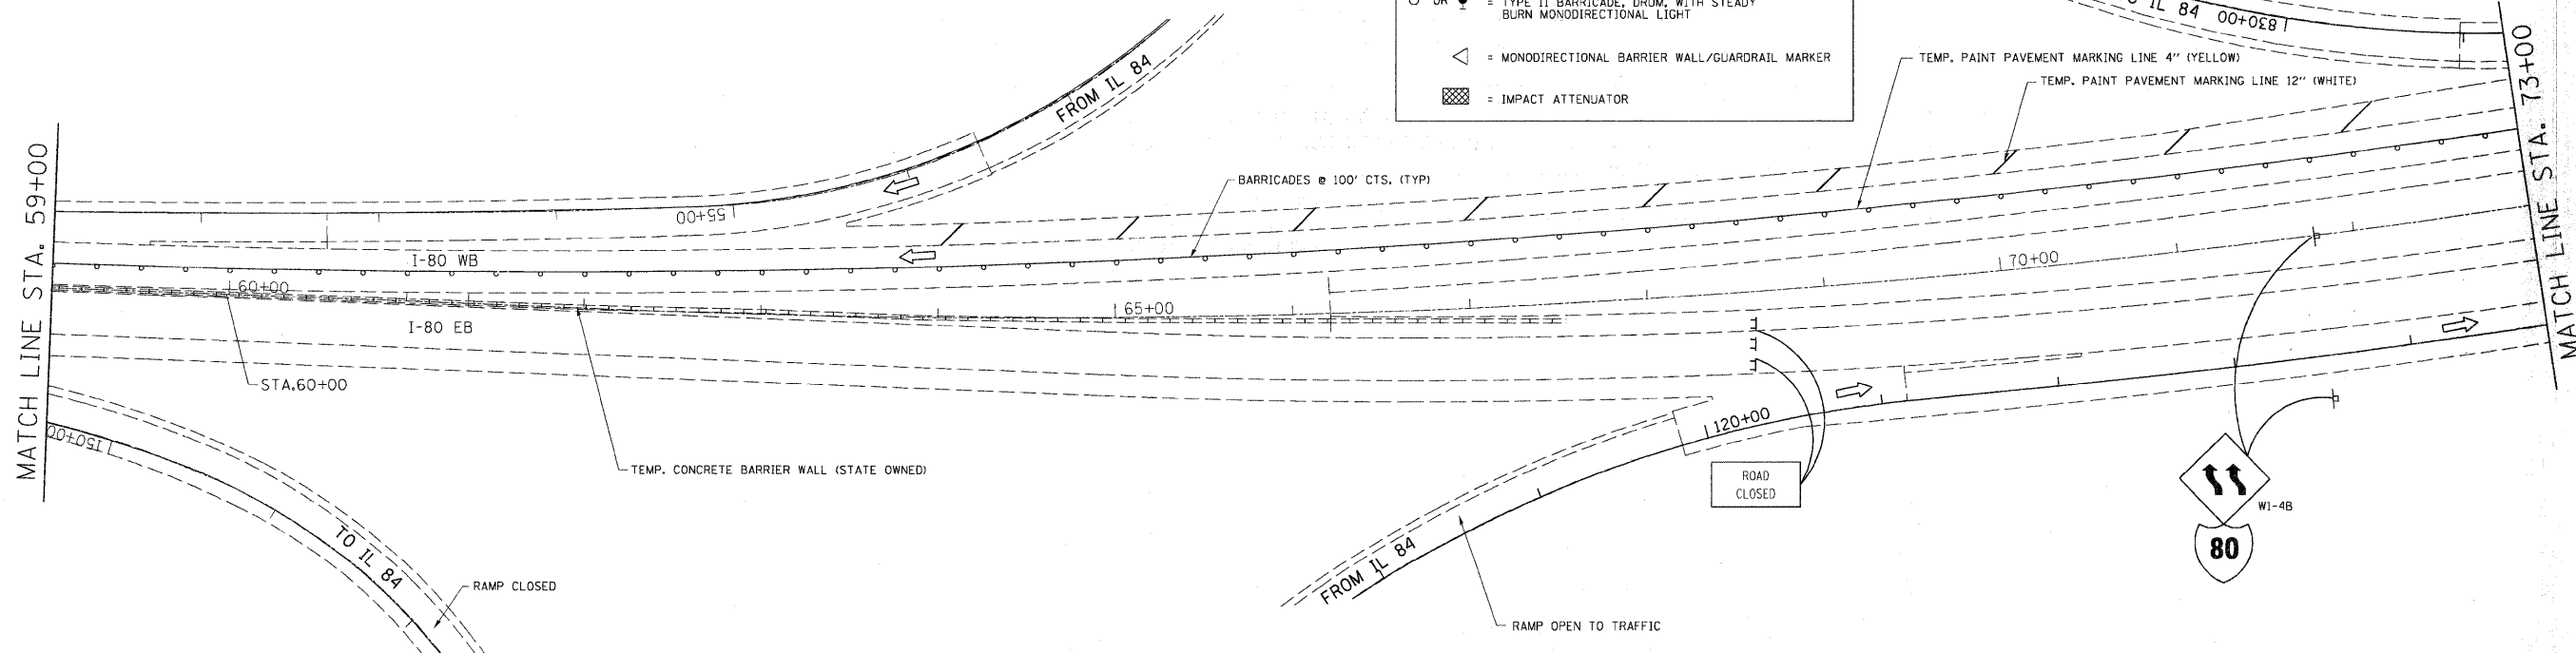 ○ OR = TYPE II BARRICADE, DRUM, WITH STEADY
BURN MONODIRECTIONAL LIGHT
= MONODIRECTIONAL BARRIER WALL/GUARDRAIL MARKER
= IMPACT ATTENUATOR
TEMP. PAINT PAVEMENT MARKING LINE 4" (YELLOW)
TEMP. PAINT PAVEMENT MARKING LINE 12" (WHITE)
IL 84
830+00
MATCH LINE STA. 73+00
MATCH LINE STA. 59+00
FROM IL 84
BARRICADES @ 100' CTS. (TYP)
55+00
I-80 WB
60+00
65+00
70+00
I-80 EB
STA.60+00
150+00
TEMP. CONCRETE BARRIER WALL (STATE OWNED)
TO IL 84
RAMP CLOSED
120+00
ROAD
CLOSED
FROM IL 84
RAMP OPEN TO TRAFFIC
W1-4B
80